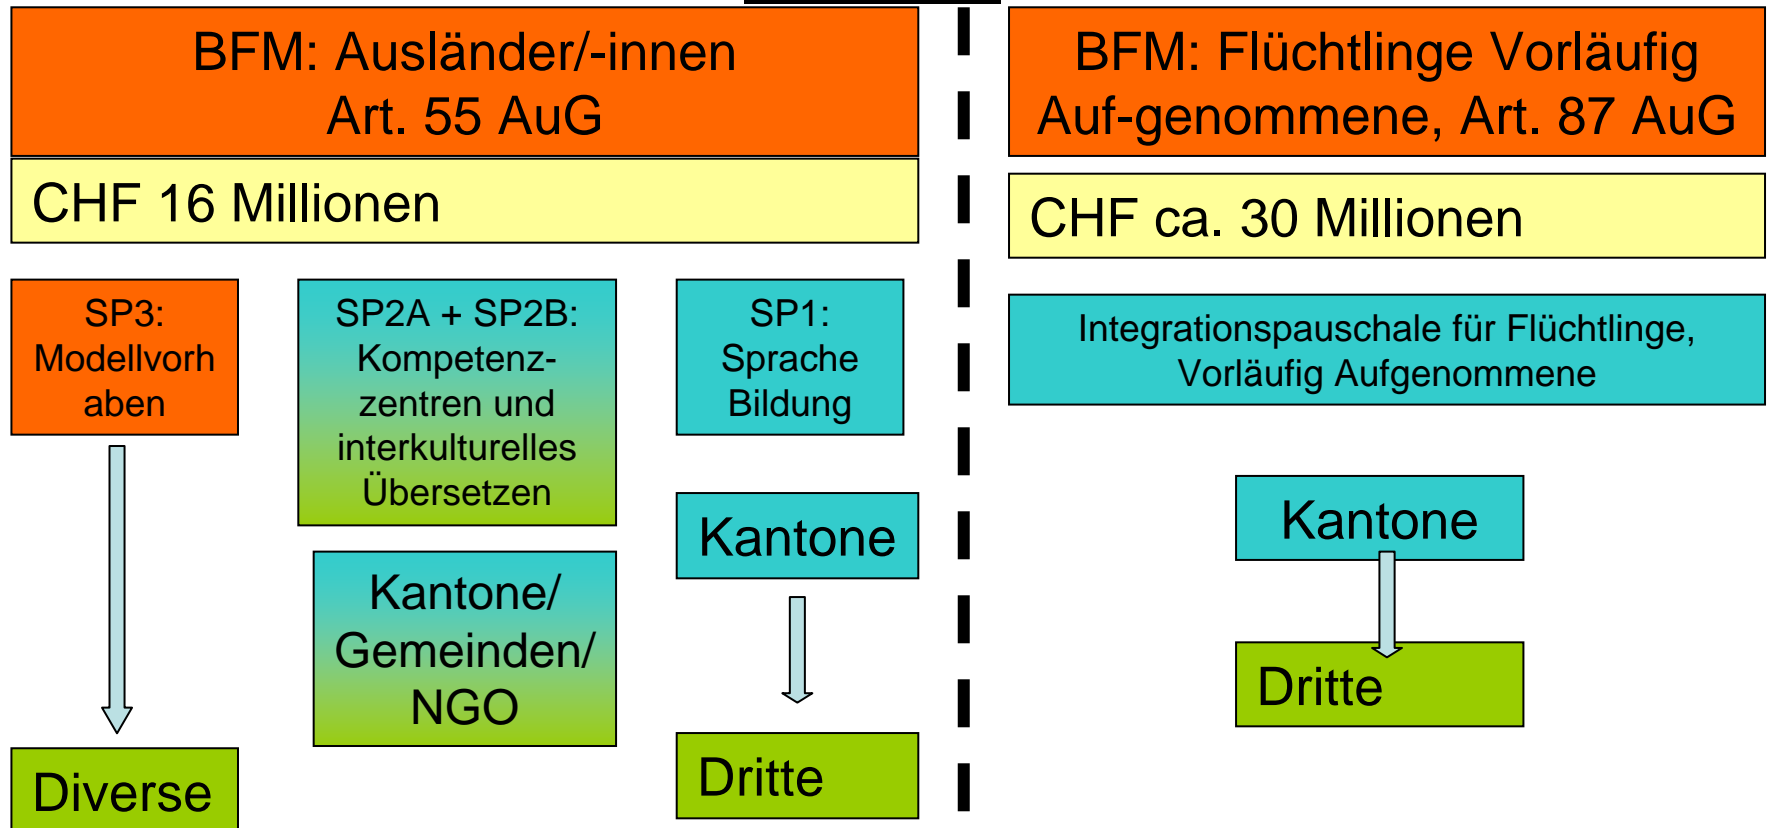 BFM: Ausländer/-innen
Art. 55 AuG
CHF 16 Millionen
SP3:
Modellvorh
aben
Diverse
SP2A + SP2B:
Kompetenz-
zentren und
interkulturelles
Übersetzen
Kantone/
Gemeinden/
NGO
SP1:
Sprache
Bildung
Kantone
Dritte
BFM: Flüchtlinge Vorläufig
Auf-genommene, Art. 87 AuG
CHF ca. 30 Millionen
Integrationspauschale für Flüchtlinge,
Vorläufig Aufgenommene
Kantone
Dritte